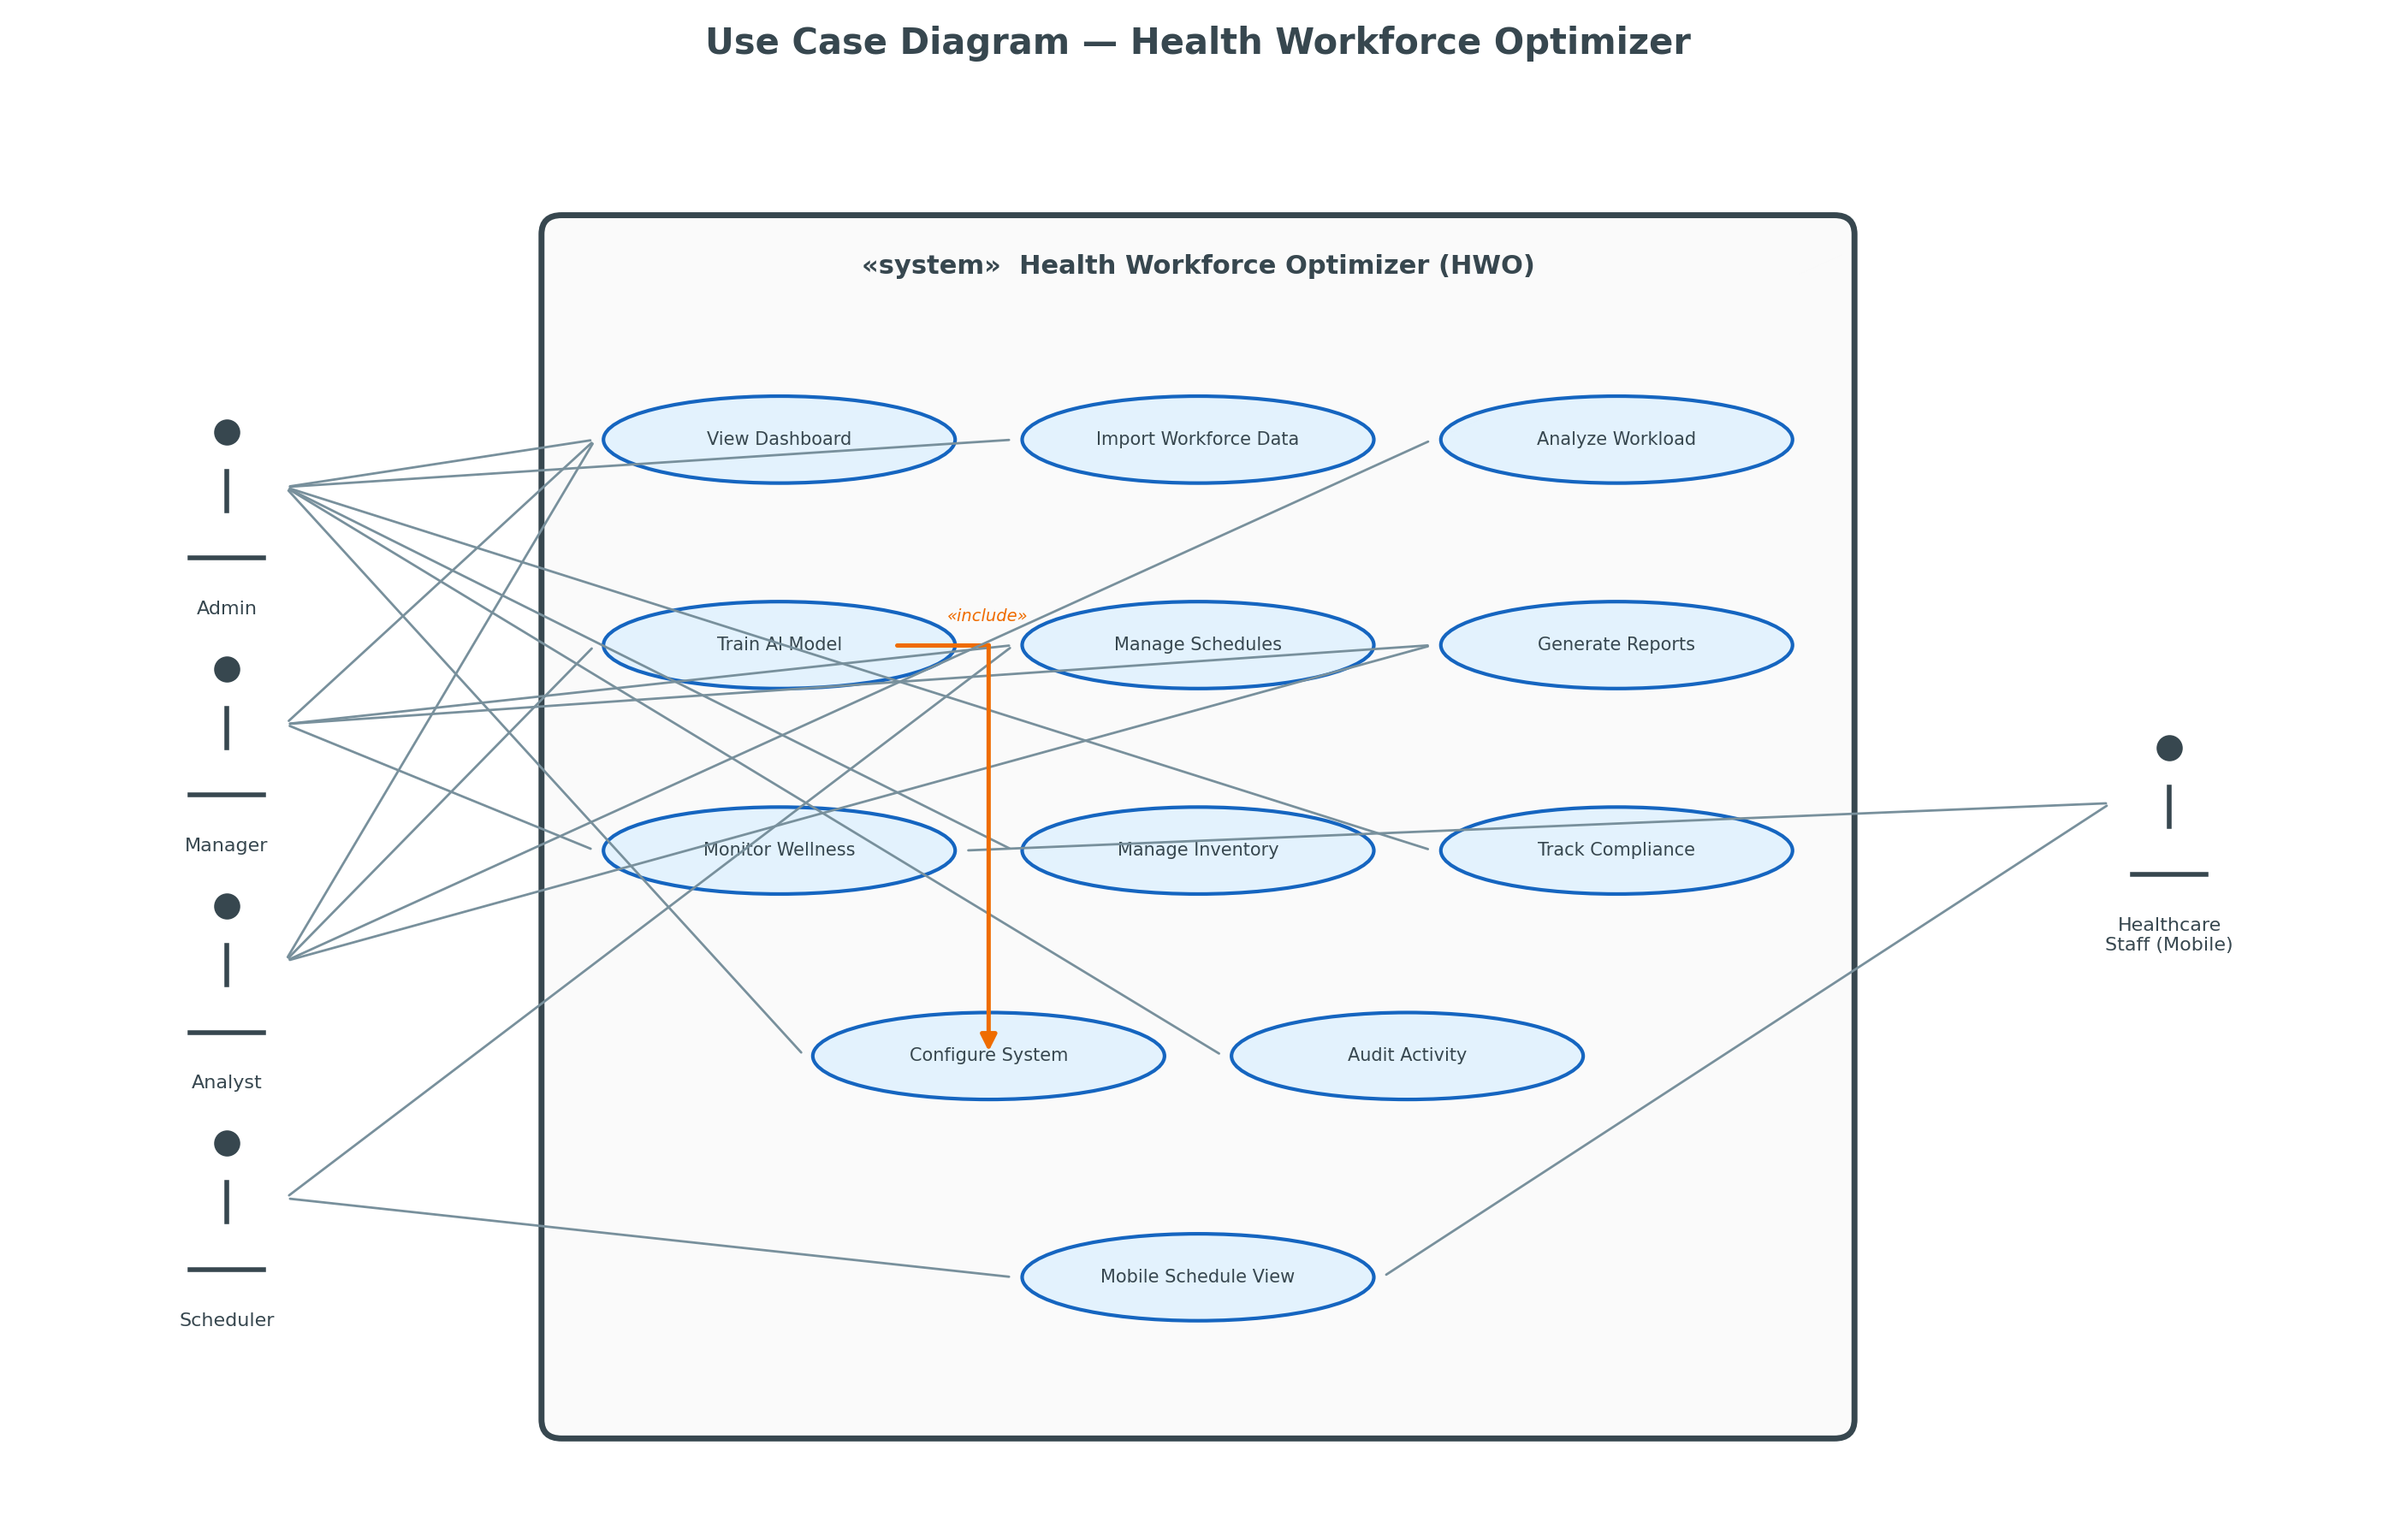 Use Case Diagram — Health Workforce Optimizer
«system»  Health Workforce Optimizer (HWO)
View Dashboard
Import Workforce Data
Analyze Workload
Admin
«include»
Train AI Model
Manage Schedules
Generate Reports
Manager
Monitor Wellness
Manage Inventory
Track Compliance
Healthcare
Staff (Mobile)
Analyst
Configure System
Audit Activity
Mobile Schedule View
Scheduler